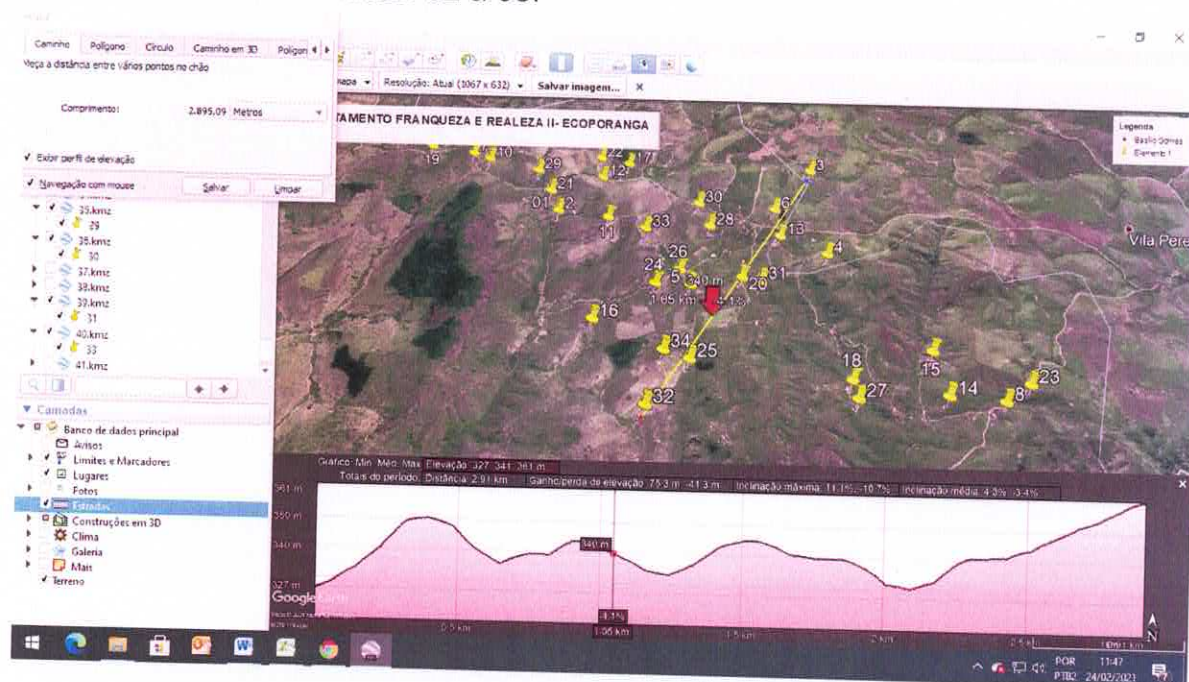 Caminho Polígono Círculo Caminho em 3D Polígon
Meça a distância entre vários pontos no chão
Comprimento: 2.895,09 Metros
Exibir perfil de elevação
Navegação com mouse Salvar Limpar
Resolução: Atual (1067 x 632) Salvar imagem...
TAMENTO FRANQUEZA E REALEZA II- ECOPORANGA
Legenda
Elemento 1
Vila Pere
19
10
29
22
17
12
21
01
2
11
33
30
28
6
3
13
4
26
24
5
340 m
1.05 km
20
31
16
34
25
32
18
27
15
14
8
23
35.kmz
29
36.kmz
30
37.kmz
38.kmz
39.kmz
31
40.kmz
33
41.kmz
Camadas
Banco de dados principal
Avisos
Limites e Marcadores
Lugares
Fotos
Estradas
Construções em 3D
Clima
Galeria
Mais
Terreno
Gráfico: Mín, Méd, Máx Elevação: 327, 341, 361 m
Totais do período: Distância: 2.91 km Ganho/perda de elevação: 75.3 m, -41.3 m Inclinação máxima: 11.1%, -10.7% Inclinação média: 4.3%, -3.4%
361 m
350 m
340 m
327 m
340 m
Google
-4.1%
1.05 km
0.5 km
1.5 km
2 km
2.5 km
N
POR 11:47
PTB2 24/02/2021